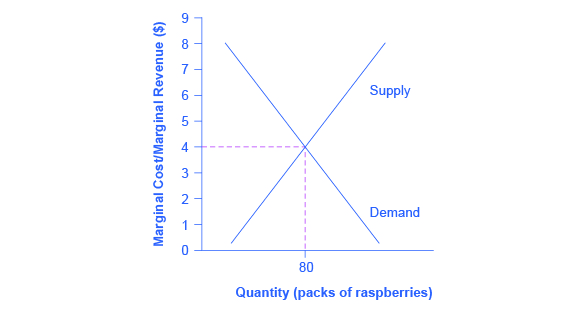 Marginal Cost/Marginal Revenue ($)
9
8
7
6
5
4
3
2
1
0
Supply
Demand
80
Quantity (packs of raspberries)